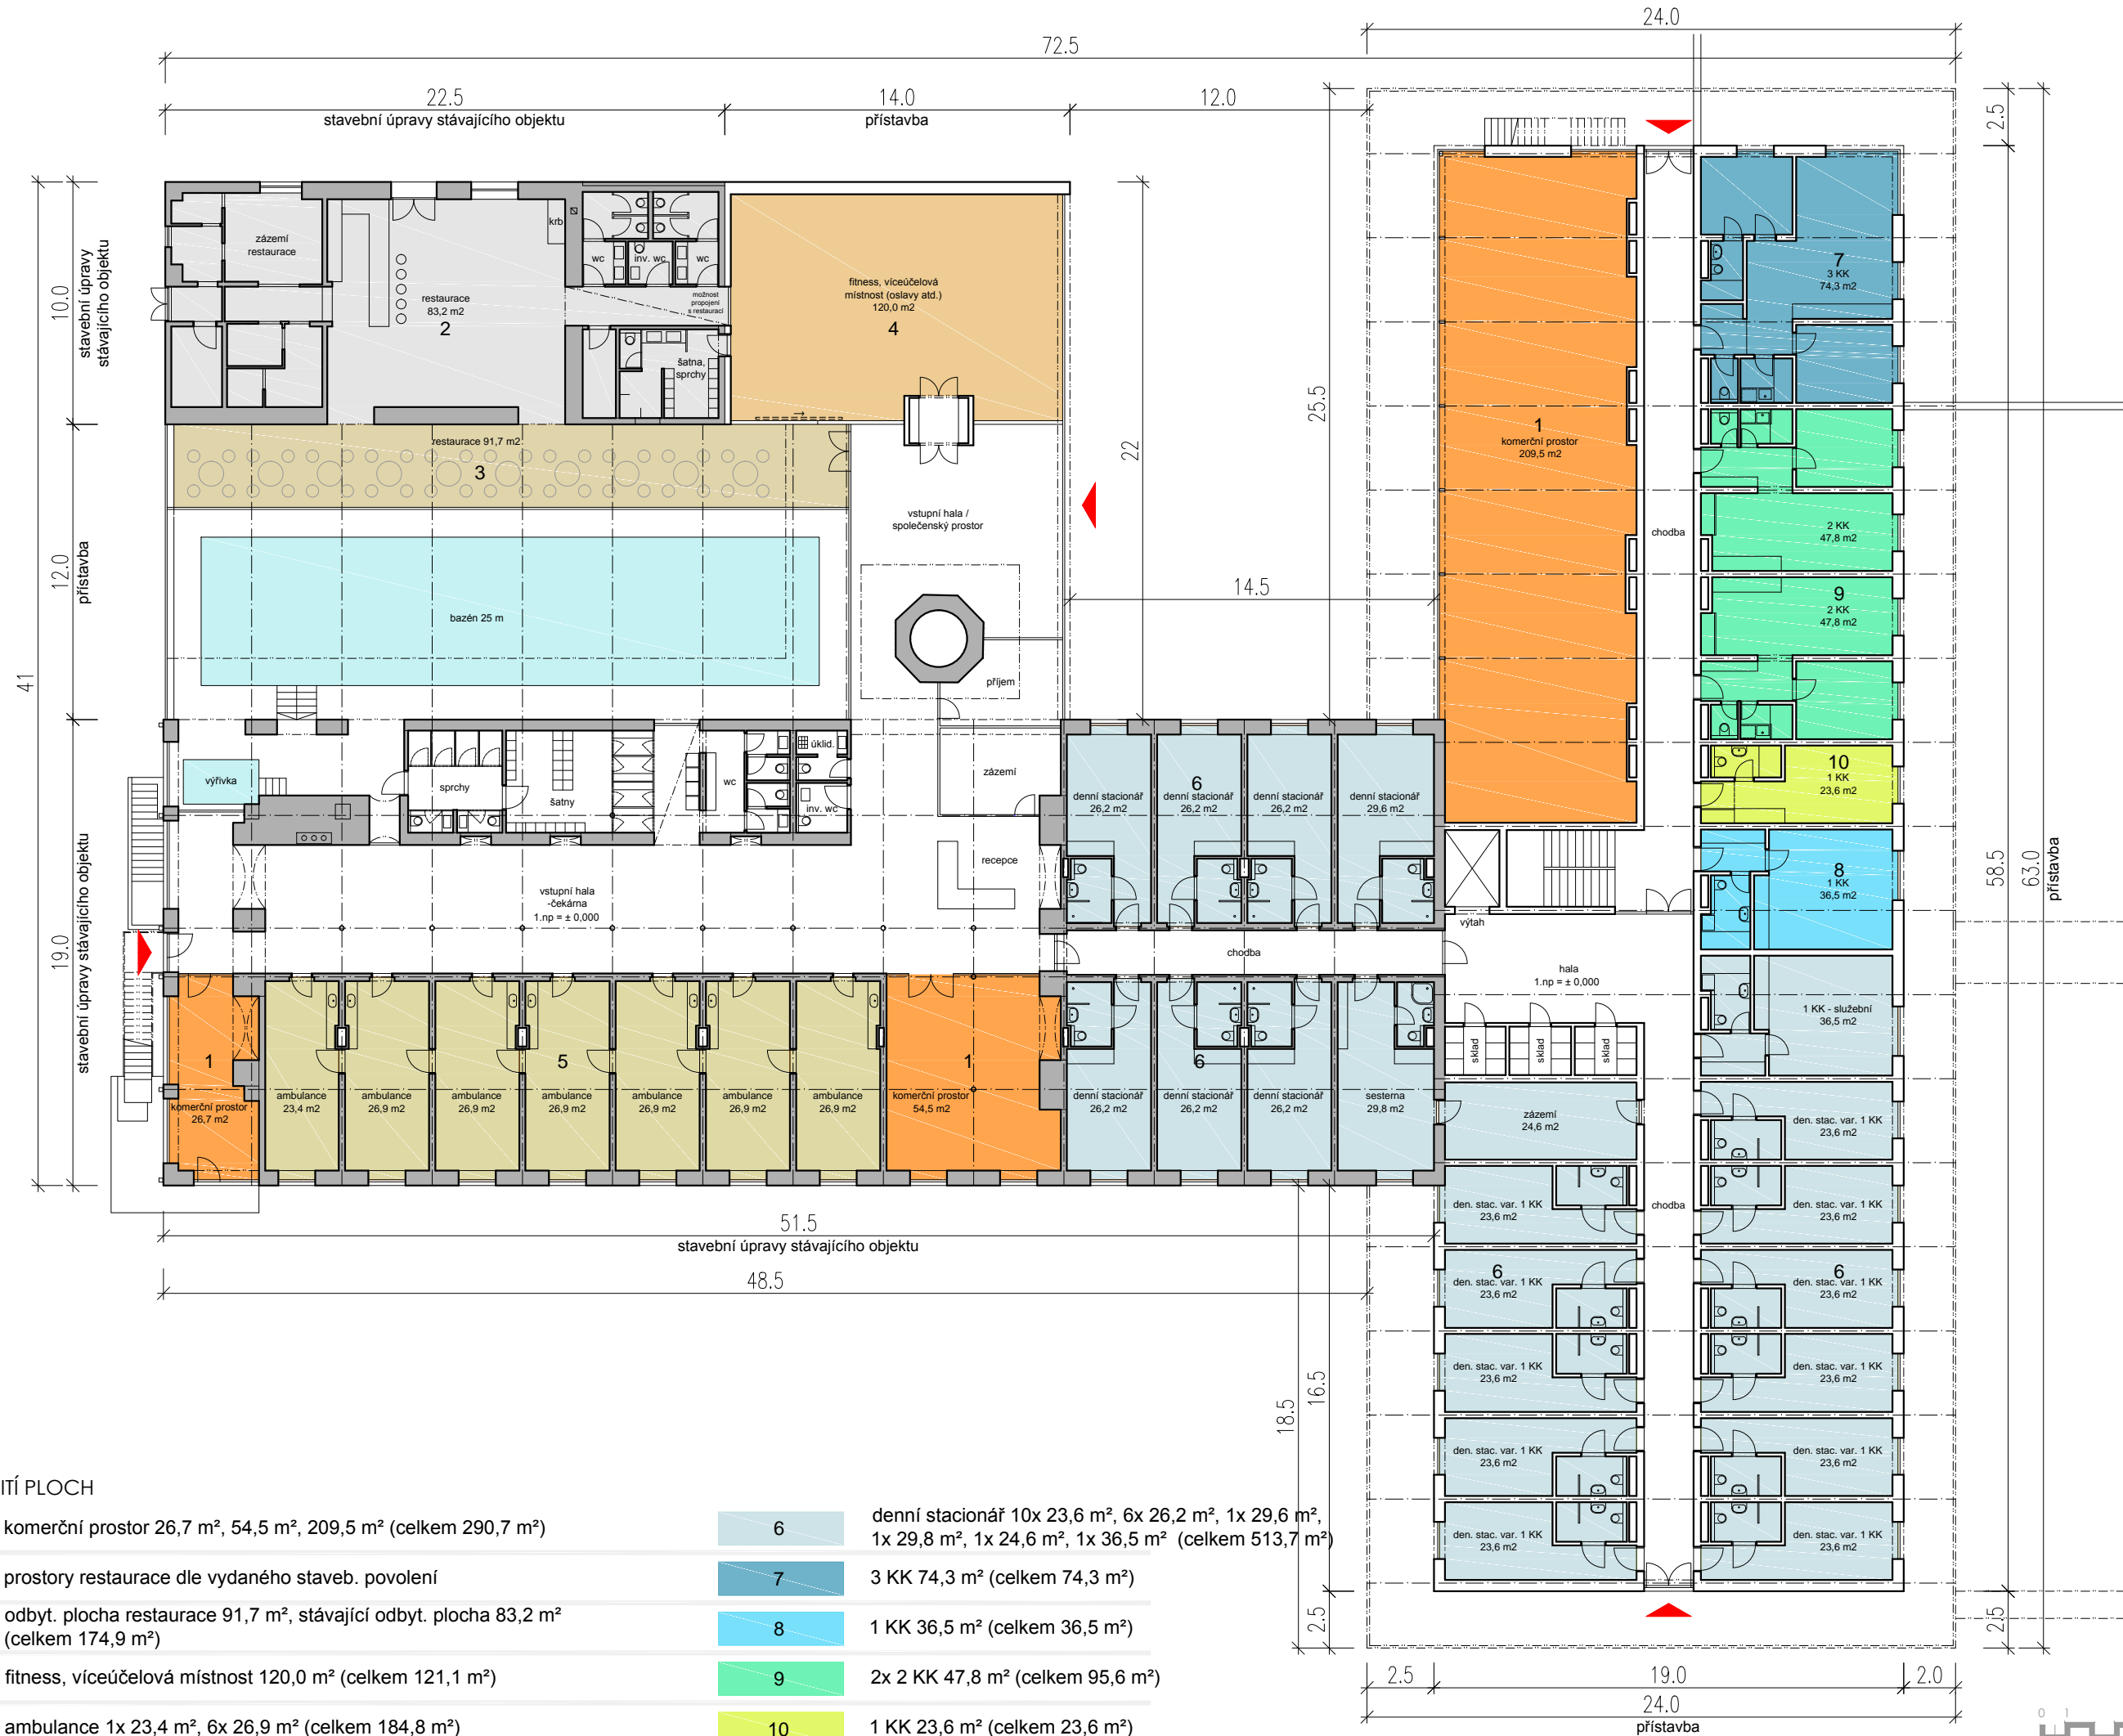 24.0
72.5
22.5
stavební úpravy stávajícího objektu
14.0
přístavba
12.0
2.5
10.0
stavební úpravy
stávajícího objektu
zázemí
restaurace
restaurace
83,2 m2
2
krb
wc
inv. wc
wc
možnost
propojení
s restaurací
šatna,
sprchy
fitness, víceúčelová
místnost (oslavy atd.)
120,0 m2
4
22
25.5
1
komerční prostor
209,5 m2
7
3 KK
74,3 m2
restaurace 91,7 m2
3
vstupní hala /
společenský prostor
chodba
2 KK
47,8 m2
9
2 KK
47,8 m2
41
12.0
přístavba
bazén 25 m
14.5
příjem
výřivka
sprchy
šatny
wc
úklid.
inv. wc
zázemí
recepce
6
denní stacionář
26,2 m2
denní stacionář
26,2 m2
denní stacionář
26,2 m2
denní stacionář
29,6 m2
10
1 KK
23,6 m2
8
1 KK
36,5 m2
58.5
63.0
přístavba
19.0
stavební úpravy stávajícího objektu
vstupní hala
-čekárna
1.np = ± 0,000
chodba
výtah
hala
1.np = ± 0,000
1 KK - služební
36,5 m2
sklad
sklad
sklad
1
komerční prostor
26,7 m2
5
ambulance
23,4 m2
ambulance
26,9 m2
ambulance
26,9 m2
ambulance
26,9 m2
ambulance
26,9 m2
ambulance
26,9 m2
ambulance
26,9 m2
1
komerční prostor
54,5 m2
6
denní stacionář
26,2 m2
denní stacionář
26,2 m2
denní stacionář
26,2 m2
sesterna
29,8 m2
zázemí
24,6 m2
den. stac. var. 1 KK
23,6 m2
den. stac. var. 1 KK
23,6 m2
chodba
den. stac. var. 1 KK
23,6 m2
51.5
stavební úpravy stávajícího objektu
48.5
6
den. stac. var. 1 KK
23,6 m2
6
den. stac. var. 1 KK
23,6 m2
den. stac. var. 1 KK
23,6 m2
den. stac. var. 1 KK
23,6 m2
18.5
16.5
den. stac. var. 1 KK
23,6 m2
den. stac. var. 1 KK
23,6 m2
den. stac. var. 1 KK
23,6 m2
den. stac. var. 1 KK
23,6 m2
2.5
2.5
2.5
19.0
2.0
24.0
přístavba
ITÍ PLOCH
komerční prostor 26,7 m², 54,5 m², 209,5 m² (celkem 290,7 m²)
prostory restaurace dle vydaného staveb. povolení
odbyt. plocha restaurace 91,7 m², stávající odbyt. plocha 83,2 m²
(celkem 174,9 m²)
fitness, víceúčelová místnost 120,0 m² (celkem 121,1 m²)
ambulance 1x 23,4 m², 6x 26,9 m² (celkem 184,8 m²)
6
denní stacionář 10x 23,6 m², 6x 26,2 m², 1x 29,6 m²,
1x 29,8 m², 1x 24,6 m², 1x 36,5 m² (celkem 513,7 m²)
7
3 KK 74,3 m² (celkem 74,3 m²)
8
1 KK 36,5 m² (celkem 36,5 m²)
9
2x 2 KK 47,8 m² (celkem 95,6 m²)
10
1 KK 23,6 m² (celkem 23,6 m²)
0 1